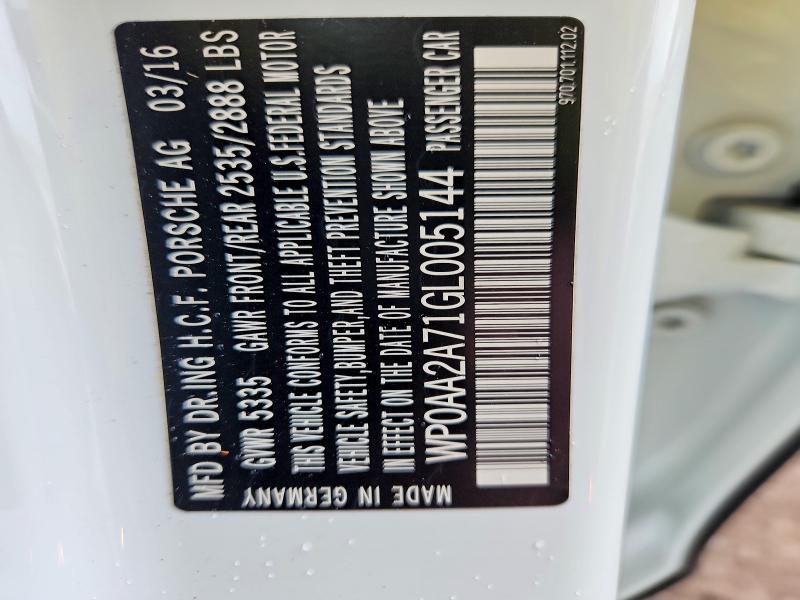 MFD BY DR.ING H.C.F. PORSCHE AG 03/16
GVWR 5335 GAWR FRONT/REAR 2535/2888 LBS
THIS VEHICLE CONFORMS TO ALL APPLICABLE U.S.FEDERAL MOTOR
VEHICLE SAFETY,BUMPER,AND THEFT PREVENTION STANDARDS
IN EFFECT ON THE DATE OF MANUFACTURE SHOWN ABOVE
WP0AA2A71GL005144 PASSENGER CAR
MADE IN GERMANY
970.701.112.02